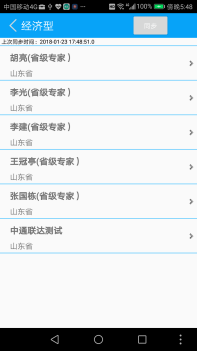 中国移动4G 100% 傍晚5:48
经济型
同步
上次同步时间：2018-01-23 17:48:51.0
胡亮(省级专家)
山东省
李光(省级专家)
山东省
李建(省级专家)
山东省
王冠亭(省级专家)
山东省
张国栋(省级专家)
山东省
中通联达测试
山东省